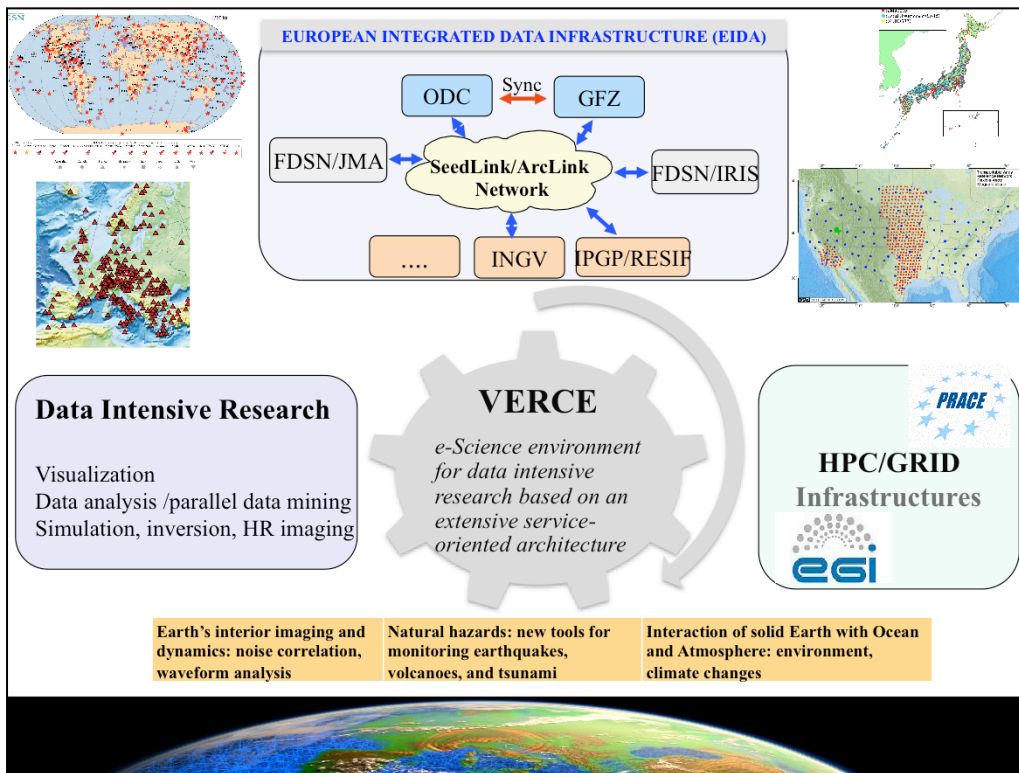 EUROPEAN INTEGRATED DATA INFRASTRUCTURE (EIDA)
ODC
Sync
GFZ
FDSN/JMA
SeedLink/ArcLink
Network
FDSN/IRIS
....
INGV
IPGP/RESIF
Data Intensive Research
Visualization
Data analysis /parallel data mining
Simulation, inversion, HR imaging
VERCE
e-Science environment
for data intensive
research based on an
extensive service-
oriented architecture
PRACE
HPC/GRID
Infrastructures
egi
Earth's interior imaging and
dynamics: noise correlation,
waveform analysis
Natural hazards: new tools for
monitoring earthquakes,
volcanoes, and tsunami
Interaction of solid Earth with Ocean
and Atmosphere: environment,
climate changes